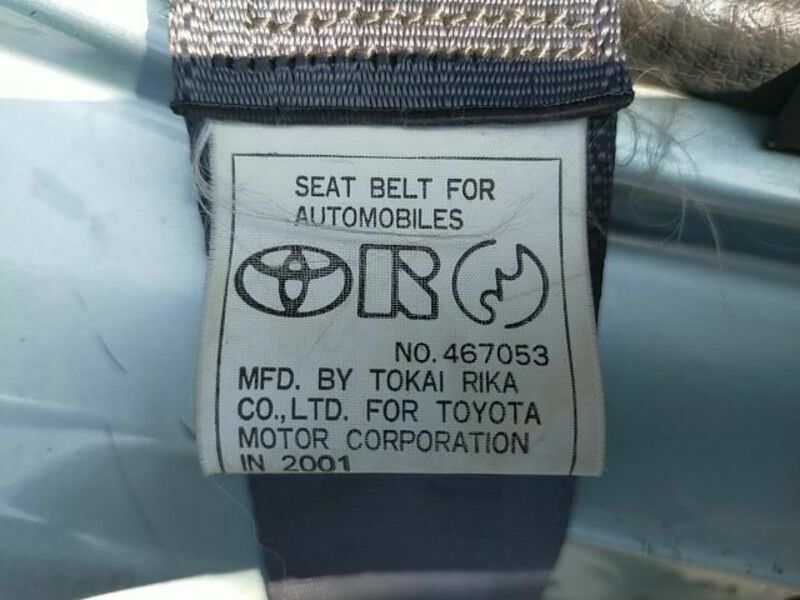 SEAT BELT FOR
AUTOMOBILES
NO. 467053
MFD. BY TOKAI RIKA
CO., LTD. FOR TOYOTA
MOTOR CORPORATION
IN 2001